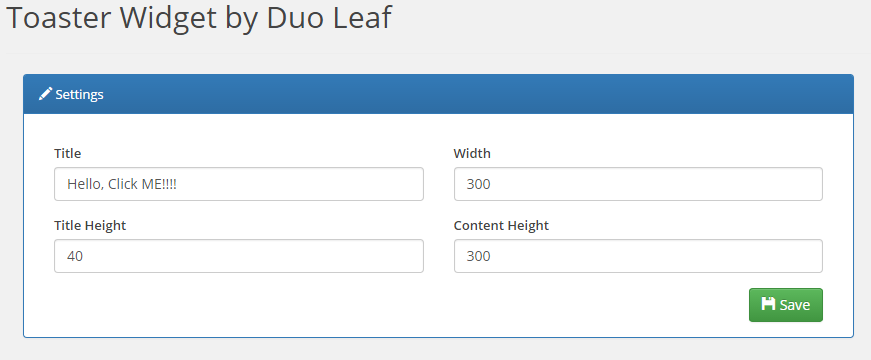 Toaster Widget by Duo Leaf
Settings
Title
Width
Hello, Click ME!!!!
300
Title Height
Content Height
40
300
Save